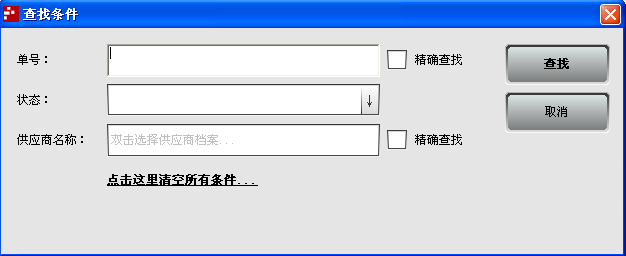 查找条件
单号：
精确查找
查找
状态：
↓
取消
供应商名称：
双击选择供应商档案...
精确查找
点击这里清空所有条件...